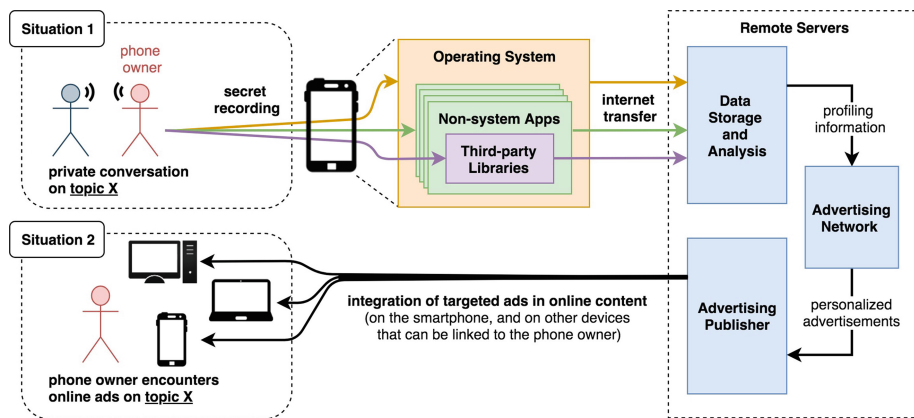 Situation 1
phone
owner
private conversation
on topic X
secret
recording
Operating System
Non-system Apps
Third-party
Libraries
internet
transfer
Remote Servers
Data
Storage
and
Analysis
profiling
information
Advertising
Network
personalized
advertisements
Advertising
Publisher
integration of targeted ads in online content
(on the smartphone, and on other devices
that can be linked to the phone owner)
Situation 2
phone owner encounters
online ads on topic X